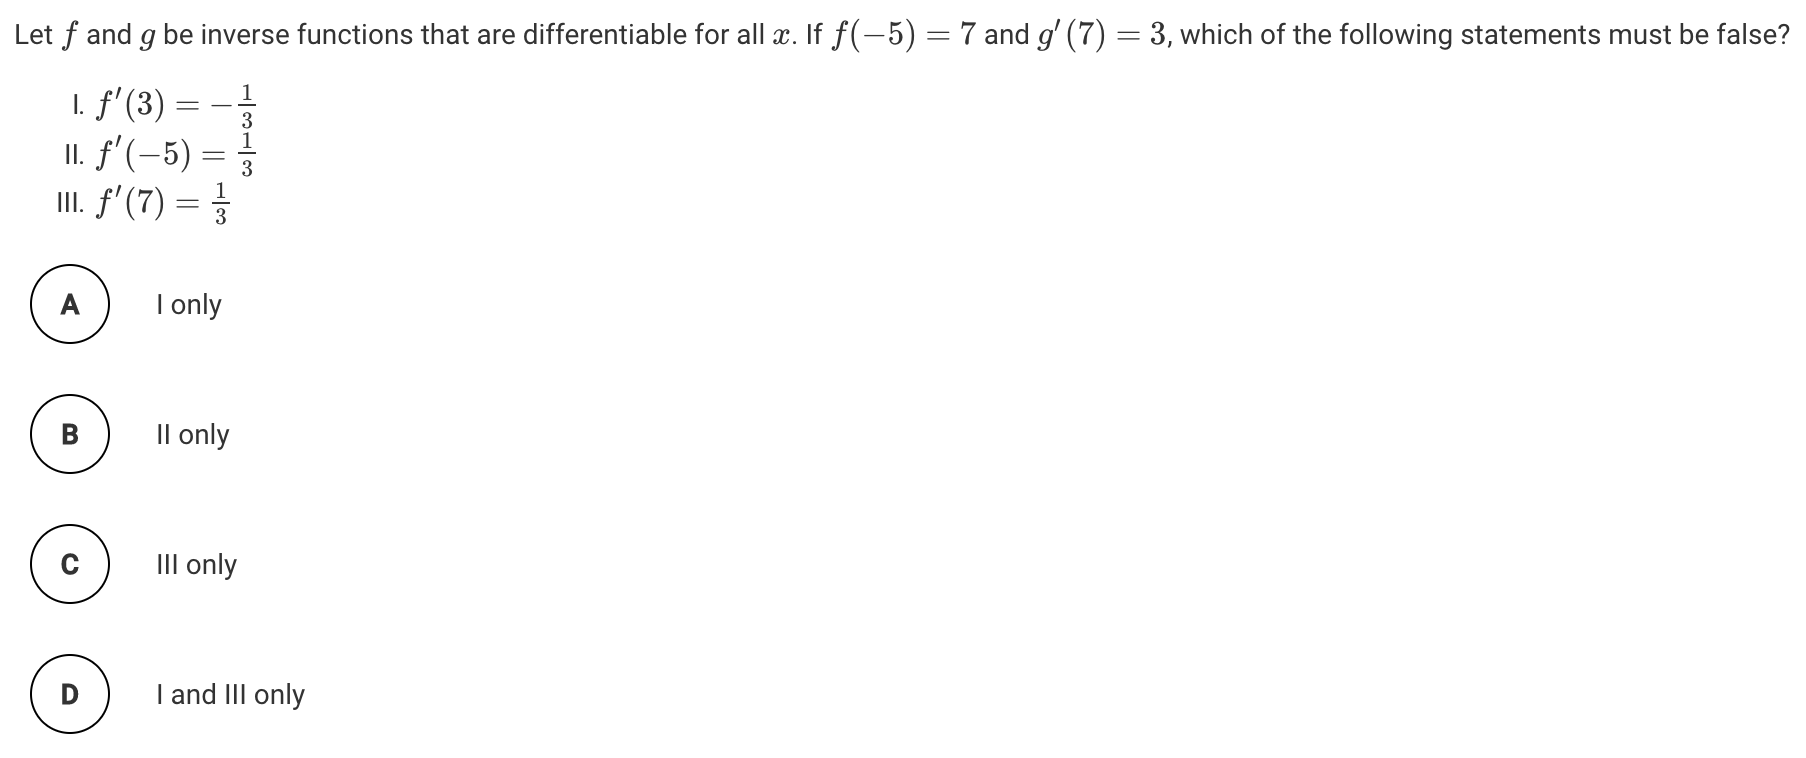 Let f and g be inverse functions that are differentiable for all x. If f(−5) = 7 and g′(7) = 3, which of the following statements must be false?
I. f′(3) = −1/3
II. f′(−5) = 1/3
III. f′(7) = 1/3
A I only
B II only
C III only
D I and III only